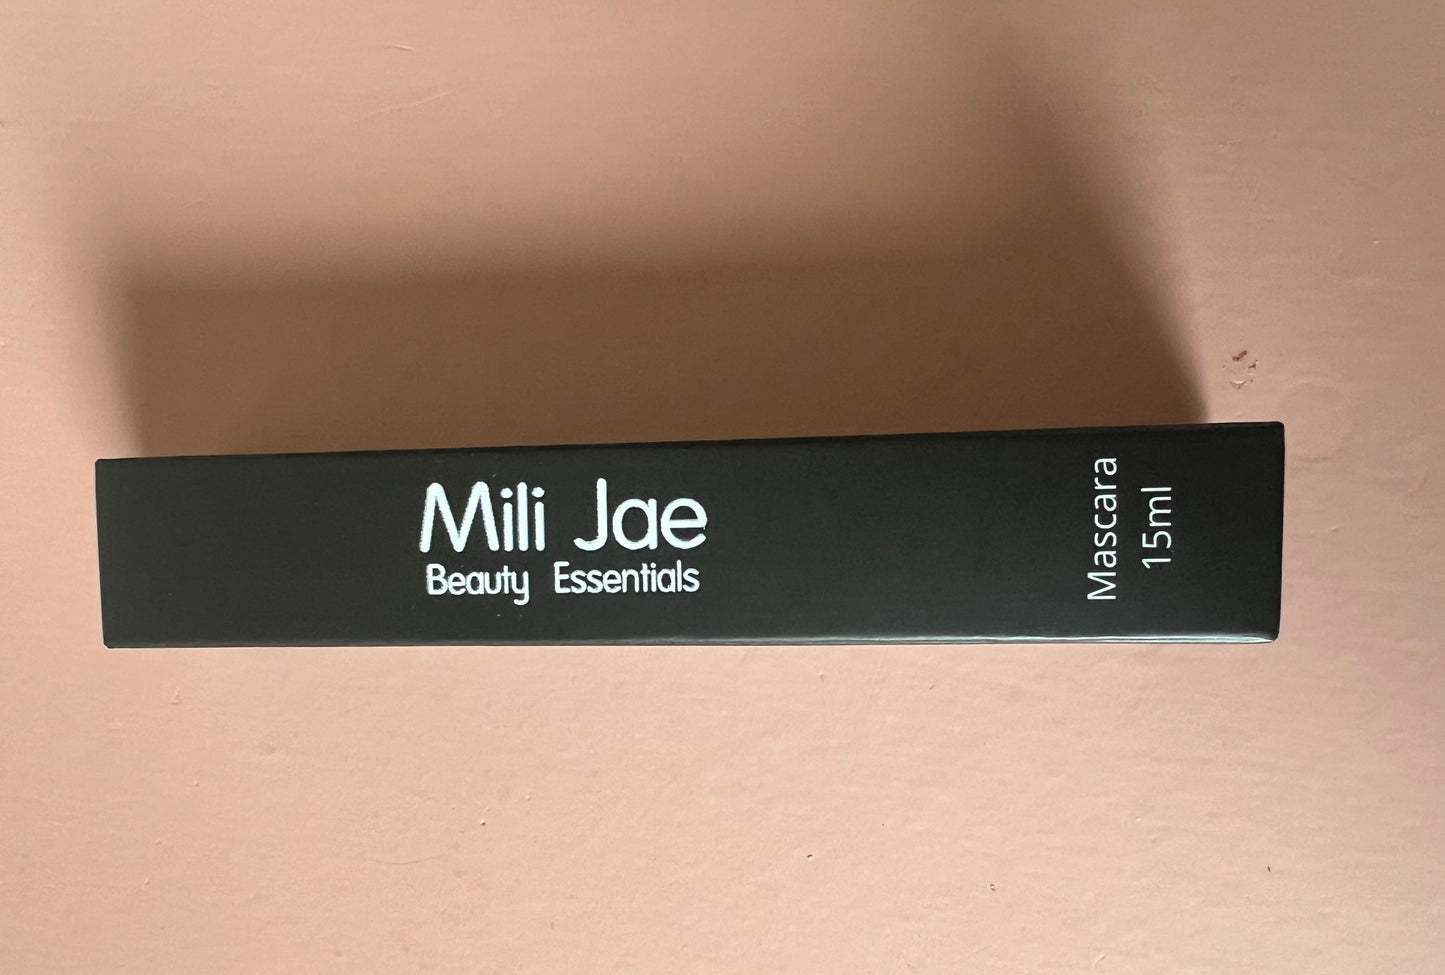 Mili Jae
Beauty Essentials
Mascara
15ml